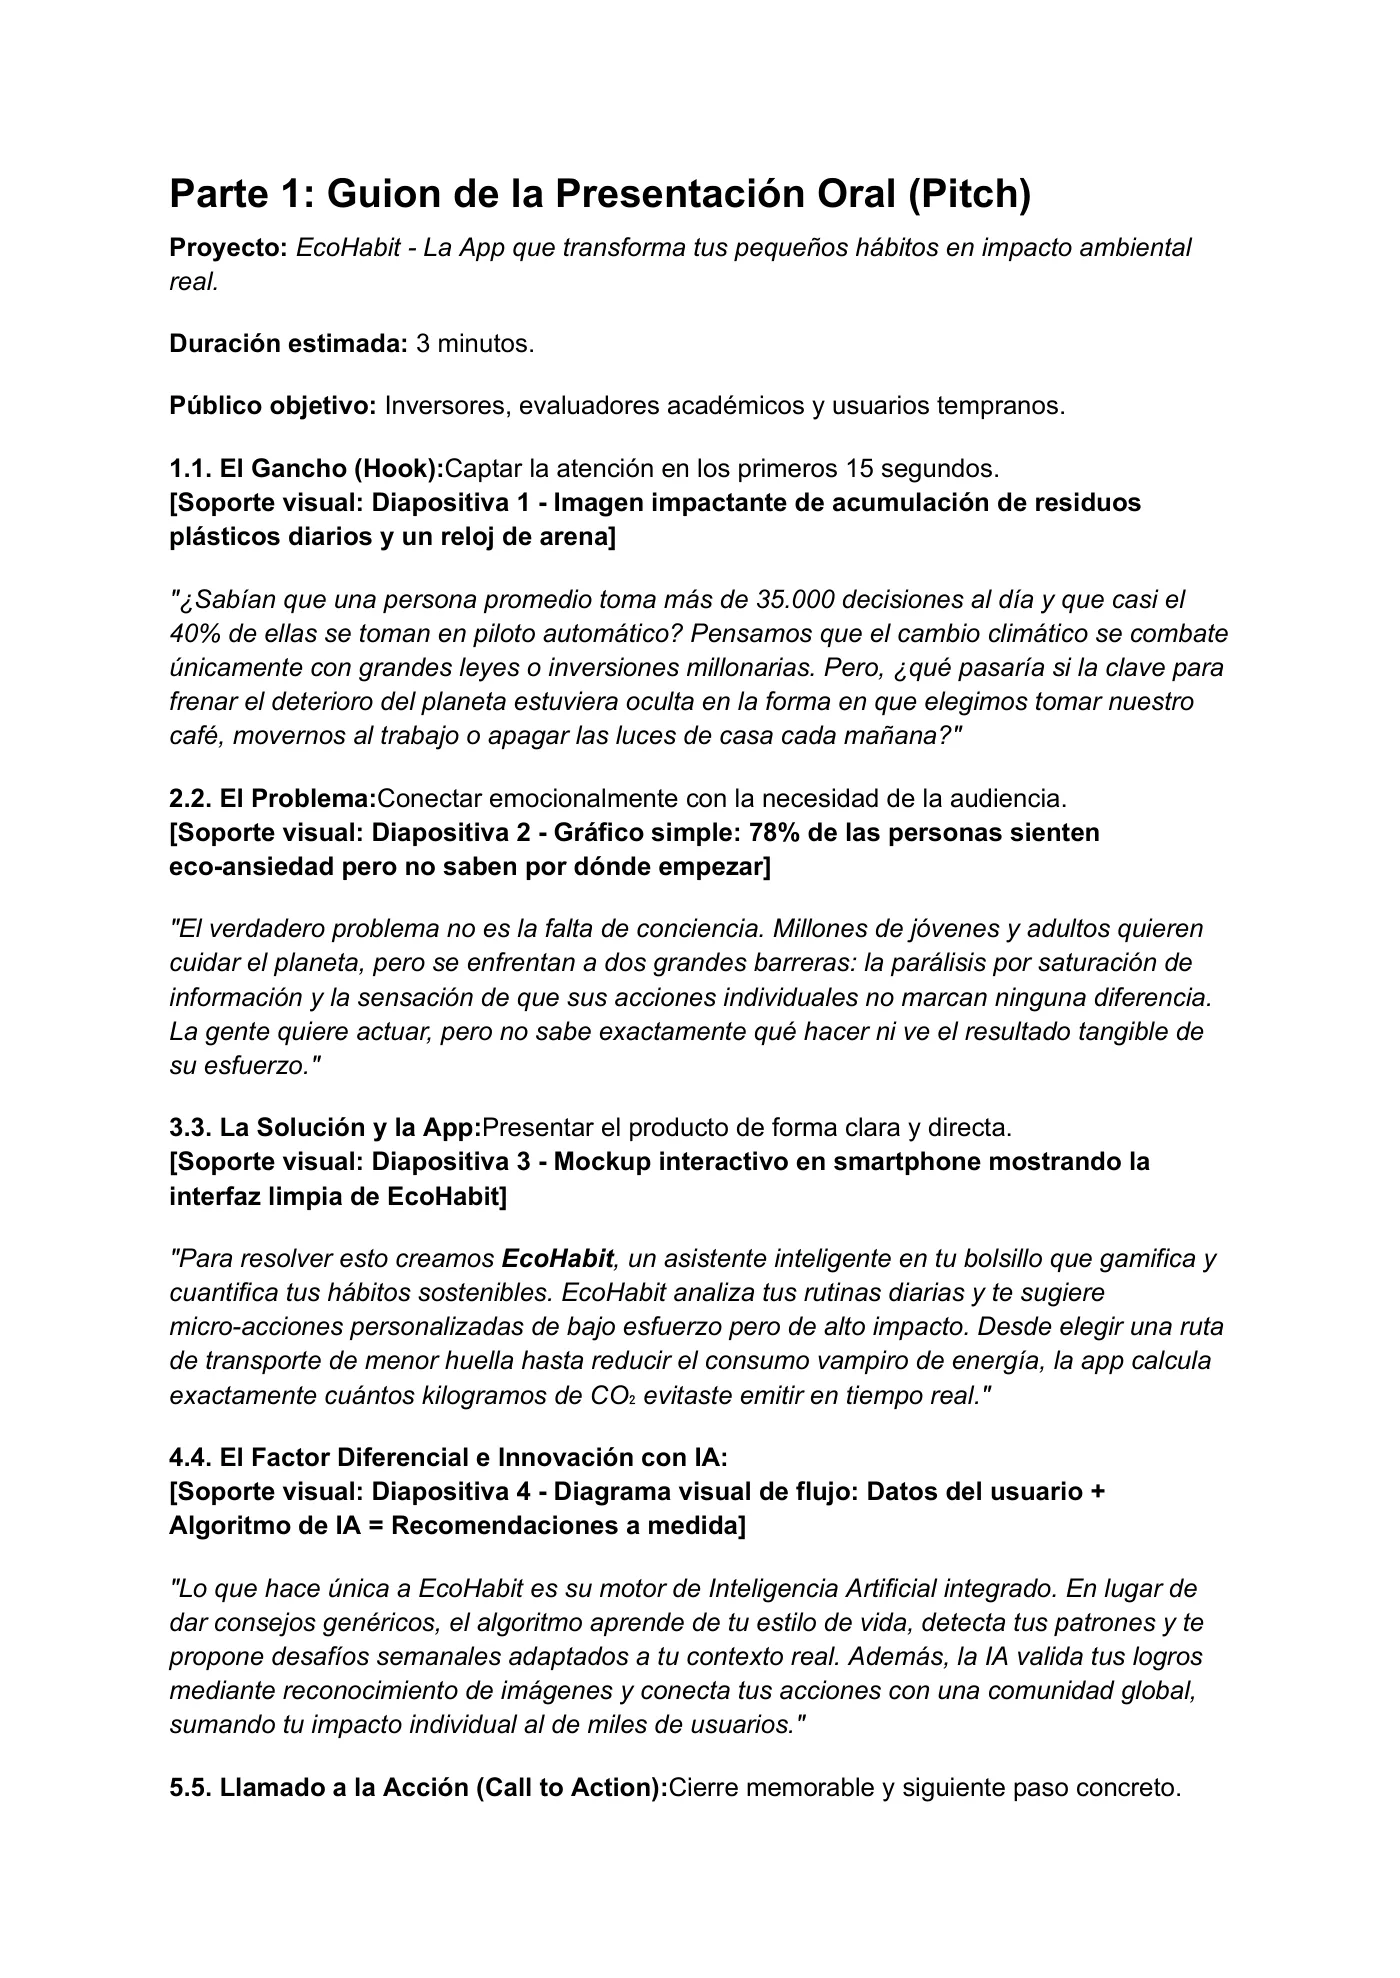 Parte 1: Guion de la Presentación Oral (Pitch)
Proyecto: EcoHabit - La App que transforma tus pequeños hábitos en impacto ambiental
real.
Duración estimada: 3 minutos.
Público objetivo: Inversores, evaluadores académicos y usuarios tempranos.
1.1. El Gancho (Hook):Captar la atención en los primeros 15 segundos.
[Soporte visual: Diapositiva 1 - Imagen impactante de acumulación de residuos
plásticos diarios y un reloj de arena]
"¿Sabían que una persona promedio toma más de 35.000 decisiones al día y que casi el
40% de ellas se toman en piloto automático? Pensamos que el cambio climático se combate
únicamente con grandes leyes o inversiones millonarias. Pero, ¿qué pasaría si la clave para
frenar el deterioro del planeta estuviera oculta en la forma en que elegimos tomar nuestro
café, movernos al trabajo o apagar las luces de casa cada mañana?"
2.2. El Problema:Conectar emocionalmente con la necesidad de la audiencia.
[Soporte visual: Diapositiva 2 - Gráfico simple: 78% de las personas sienten
eco-ansiedad pero no saben por dónde empezar]
"El verdadero problema no es la falta de conciencia. Millones de jóvenes y adultos quieren
cuidar el planeta, pero se enfrentan a dos grandes barreras: la parálisis por saturación de
información y la sensación de que sus acciones individuales no marcan ninguna diferencia.
La gente quiere actuar, pero no sabe exactamente qué hacer ni ve el resultado tangible de
su esfuerzo."
3.3. La Solución y la App:Presentar el producto de forma clara y directa.
[Soporte visual: Diapositiva 3 - Mockup interactivo en smartphone mostrando la
interfaz limpia de EcoHabit]
"Para resolver esto creamos EcoHabit, un asistente inteligente en tu bolsillo que gamifica y
cuantifica tus hábitos sostenibles. EcoHabit analiza tus rutinas diarias y te sugiere
micro-acciones personalizadas de bajo esfuerzo pero de alto impacto. Desde elegir una ruta
de transporte de menor huella hasta reducir el consumo vampiro de energía, la app calcula
exactamente cuántos kilogramos de CO₂ evitaste emitir en tiempo real."
4.4. El Factor Diferencial e Innovación con IA:
[Soporte visual: Diapositiva 4 - Diagrama visual de flujo: Datos del usuario +
Algoritmo de IA = Recomendaciones a medida]
"Lo que hace única a EcoHabit es su motor de Inteligencia Artificial integrado. En lugar de
dar consejos genéricos, el algoritmo aprende de tu estilo de vida, detecta tus patrones y te
propone desafíos semanales adaptados a tu contexto real. Además, la IA valida tus logros
mediante reconocimiento de imágenes y conecta tus acciones con una comunidad global,
sumando tu impacto individual al de miles de usuarios."
5.5. Llamado a la Acción (Call to Action):Cierre memorable y siguiente paso concreto.